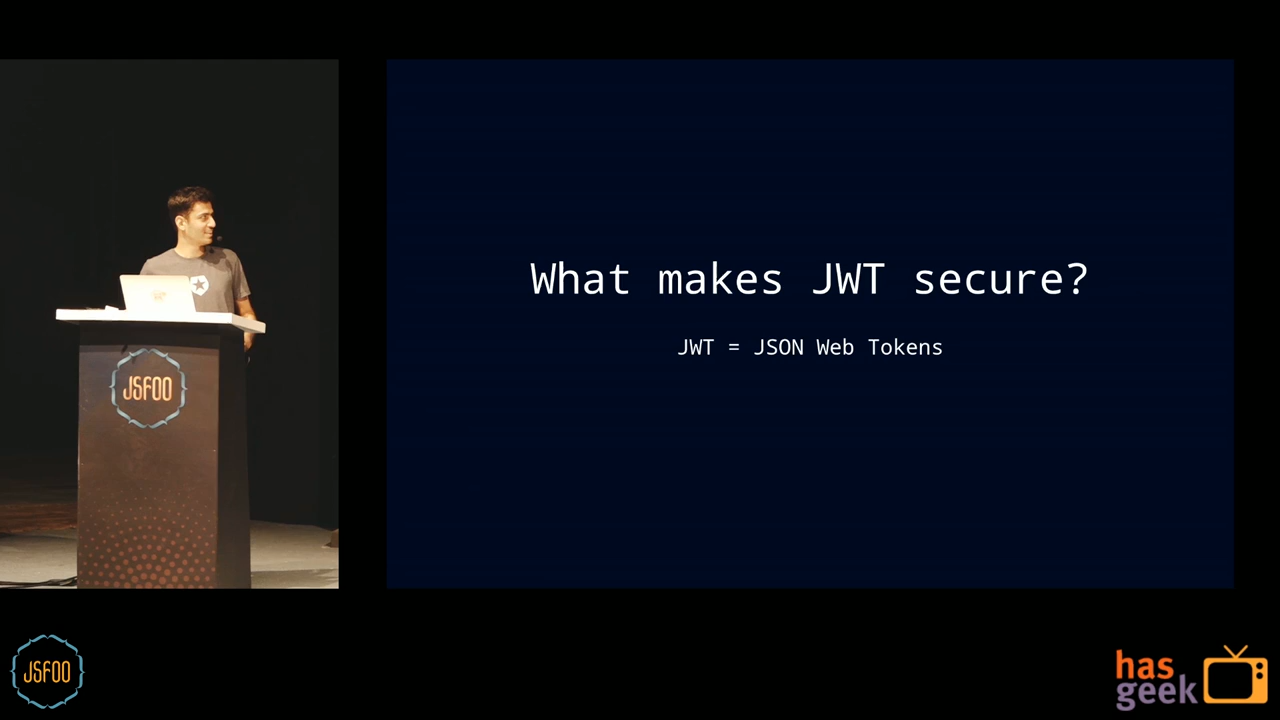 What makes JWT secure?
JWT = JSON Web Tokens
JSFOO
JSFOO
has
geek